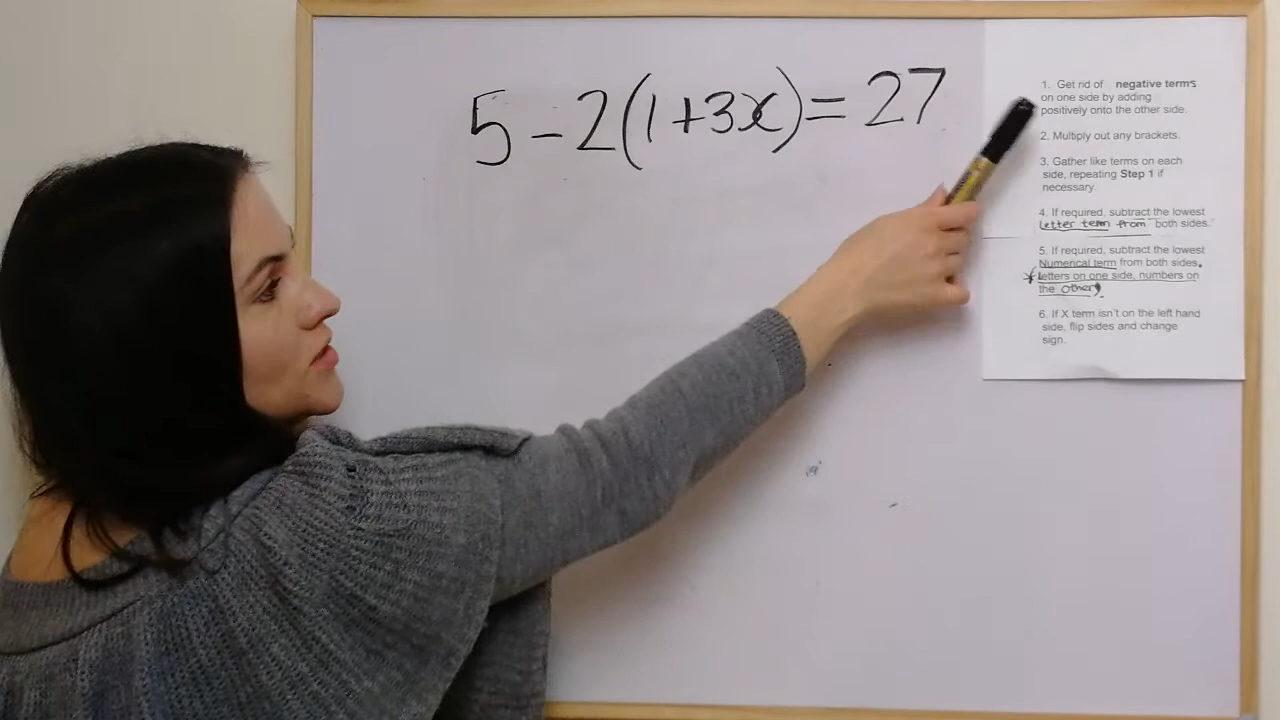 5-2(1+3x)=27
1. Get rid of negative terms
on one side by adding
positively onto the other side.
2. Multiply out any brackets.
3. Gather like terms on each
side, repeating Step 1 if
necessary.
4. If required, subtract the lowest
letter term from both sides.
5. If required, subtract the lowest
Numerical term from both sides.
*(letters on one side, numbers on
the other).
6. If X term isn't on the left hand
side, flip sides and change
sign.